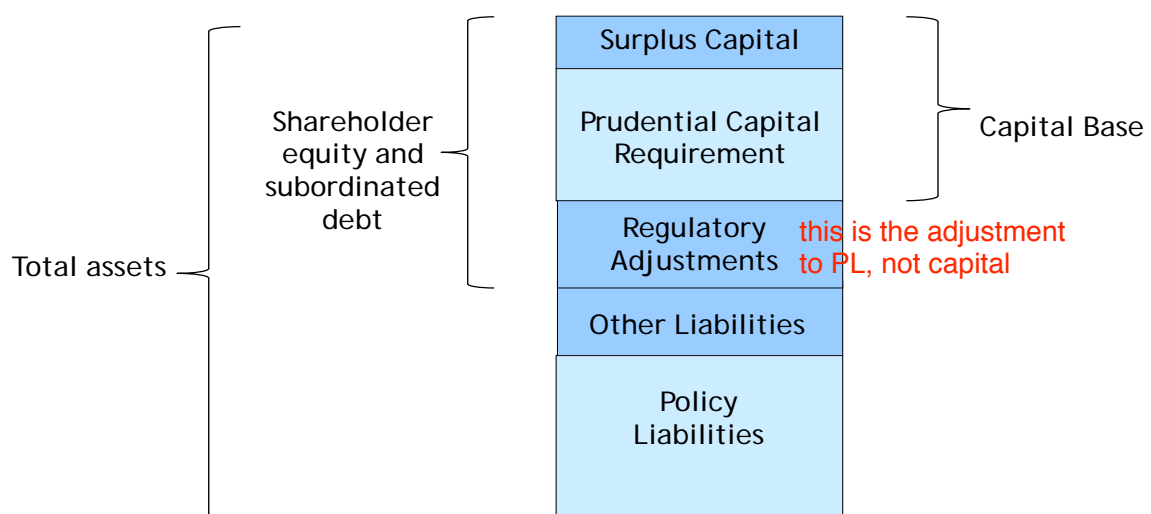 Surplus Capital
Shareholder
equity and
subordinated
debt
Prudential Capital
Requirement
Capital Base
Regulatory
Adjustments
this is the adjustment
to PL, not capital
Total assets
Other Liabilities
Policy
Liabilities